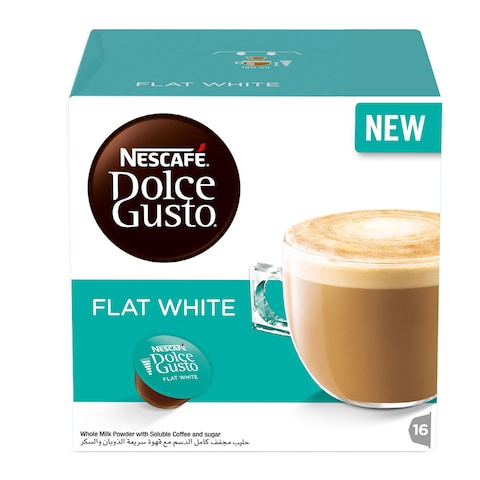 FLAT WHITE
NEW
NESCAFÉ.
Dolce
Gusto.
FLAT WHITE
NESCAFÉ.
Dolce
Gusto
FLAT WHITE
Whole Milk Powder with Soluble Coffee and sugar
حليب مجفف كامل الدسم مع قهوة سريعة الذوبان والسكر
16